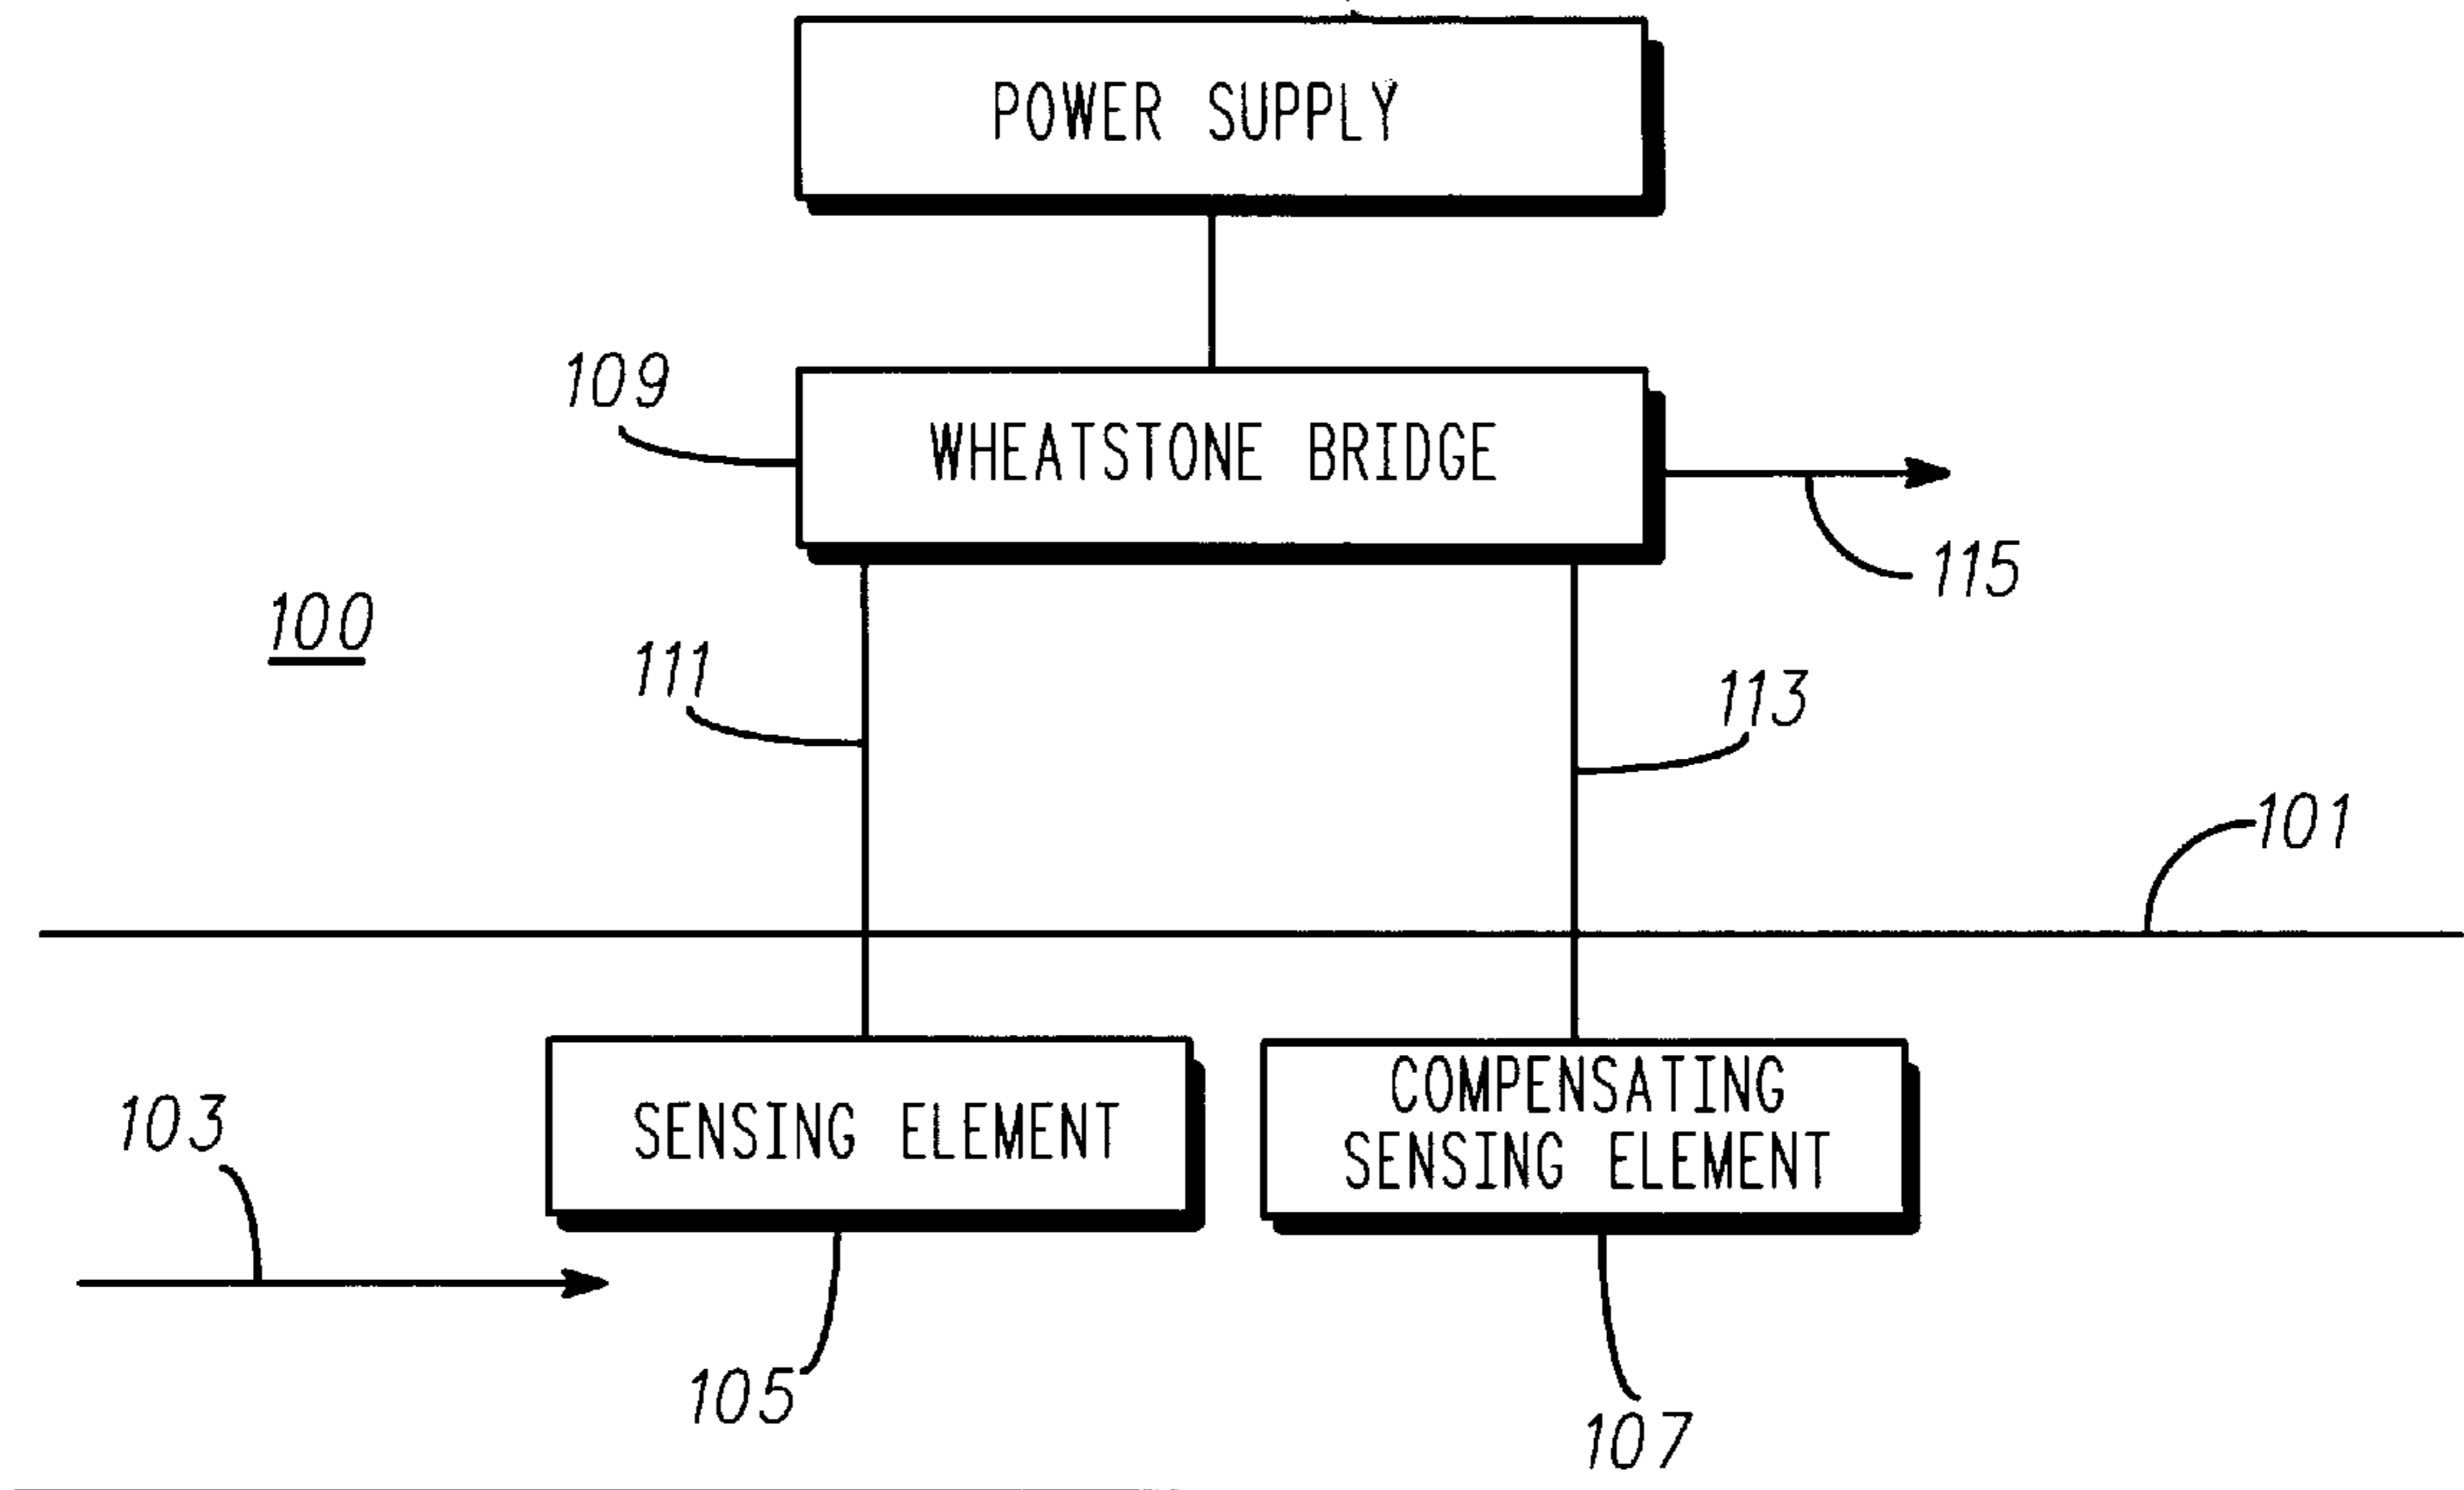 POWER SUPPLY
109
WHEATSTONE BRIDGE
115
100
111
113
101
103
SENSING ELEMENT
COMPENSATING
SENSING ELEMENT
105
107